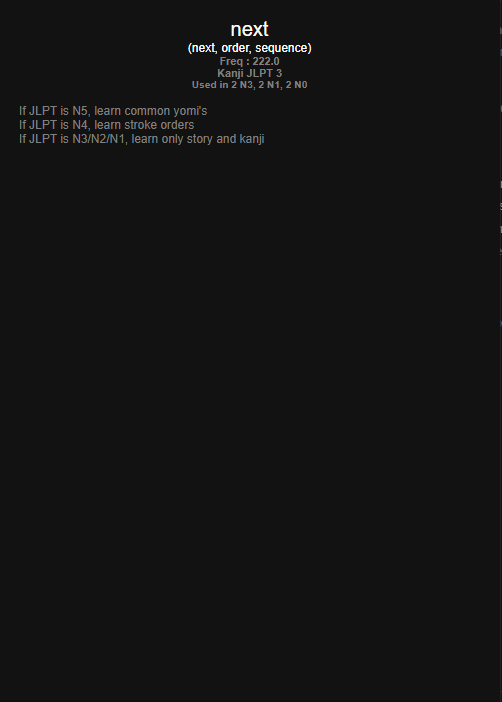 next
(next, order, sequence)
Freq : 222.0
Kanji JLPT 3
Used in 2 N3, 2 N1, 2 N0
If JLPT is N5, learn common yomi's
If JLPT is N4, learn stroke orders
If JLPT is N3/N2/N1, learn only story and kanji